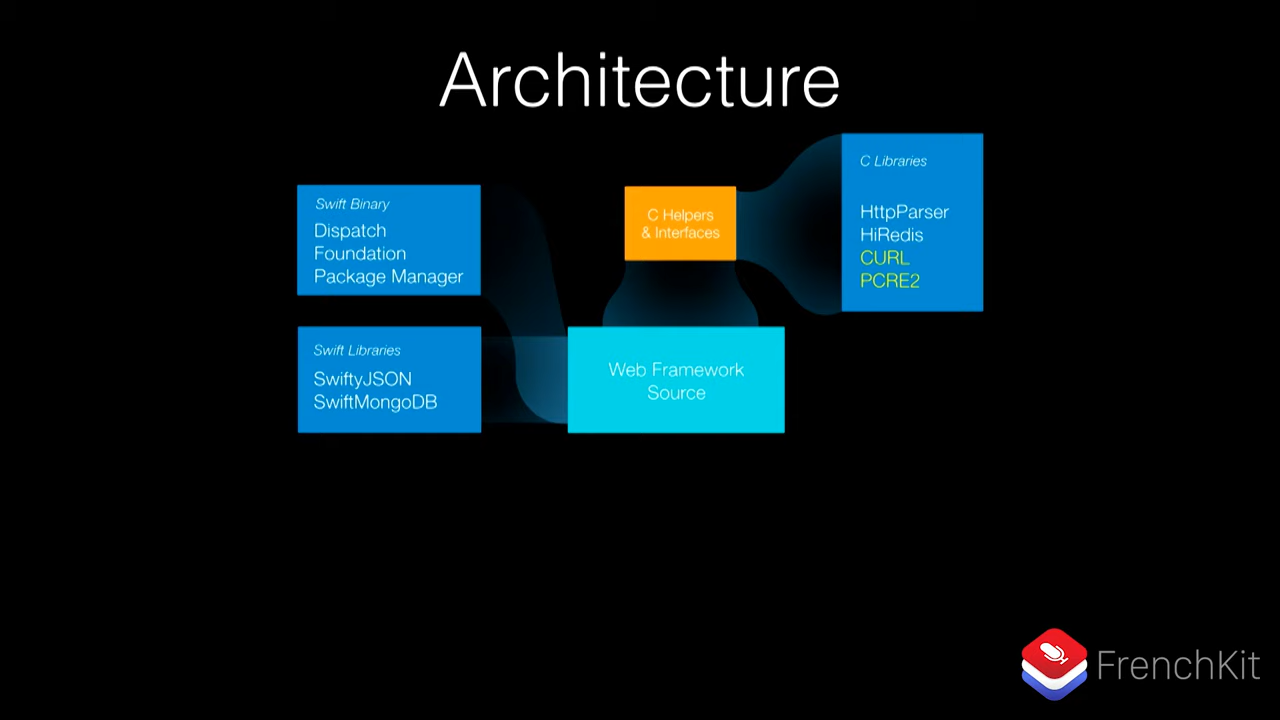 Architecture
Swift Binary
Dispatch
Foundation
Package Manager
C Helpers
& Interfaces
C Libraries
HttpParser
HiRedis
CURL
PCRE2
Swift Libraries
SwiftyJSON
SwiftMongoDB
Web Framework
Source
FrenchKit